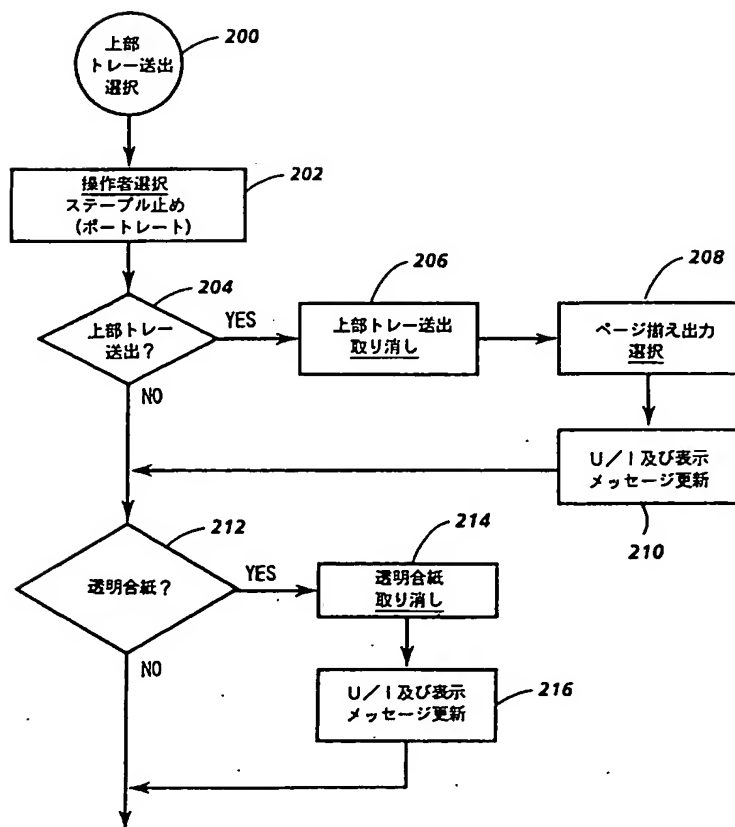 上部
トレー送出
選択
200
操作者選択
ステープル止め
(ポートレート)
202
上部トレー
送出?
204
YES
NO
上部トレー送出
取り消し
206
ページ揃え出力
選択
208
U/I及び表示
メッセージ更新
210
透明合紙?
212
YES
NO
透明合紙
取り消し
214
U/I及び表示
メッセージ更新
216